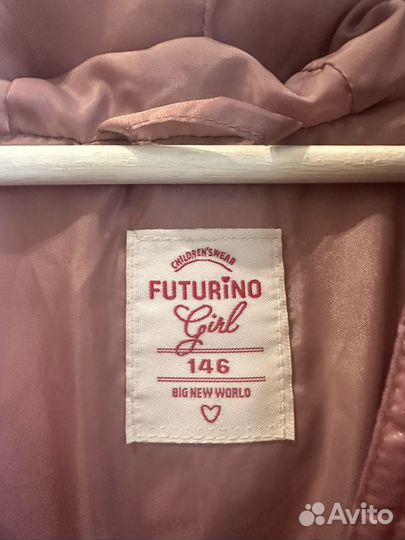 CHILDREN'SWEAR
FUTURiNO
Girl
146
BIG NEW WORLD
Avito